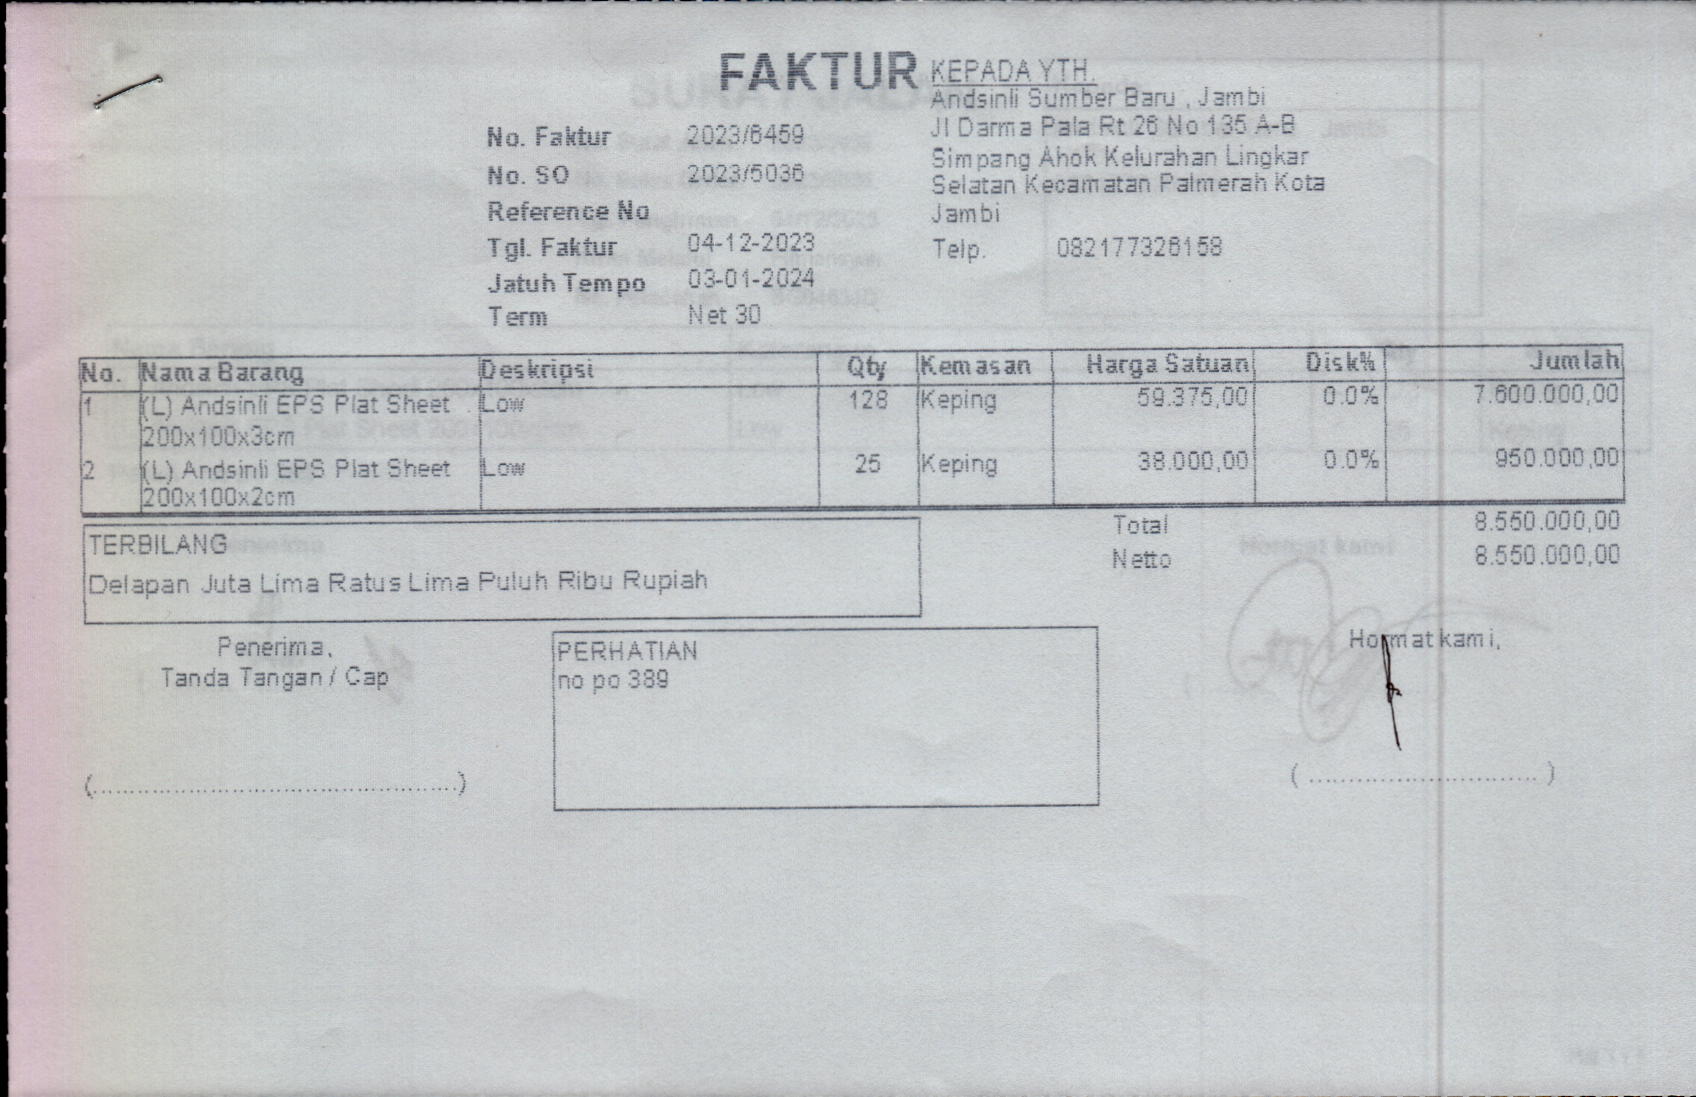 FAKTUR
KEPADA YTH.
Andsinli Sumber Baru , Jambi
Jl Darma Pala Rt 26 No 135 A-B
Simpang Ahok Kelurahan Lingkar
Selatan Kecamatan Palmerah Kota
Jambi
Telp. 082177326158
No. Faktur 2023/6459
No. SO 2023/5036
Reference No
Tgl. Faktur 04-12-2023
Jatuh Tempo 03-01-2024
Term Net 30
No. Nama Barang Deskripsi Qty Kemasan Harga Satuan Disk% Jumlah
1 (L) Andsinli EPS Plat Sheet Low 128 Keping 59.375,00 0.0% 7.600.000,00
200x100x3cm
2 (L) Andsinli EPS Plat Sheet Low 25 Keping 38.000,00 0.0% 950.000,00
200x100x2cm
Total 8.550.000,00
Netto 8.550.000,00
TERBILANG
Delapan Juta Lima Ratus Lima Puluh Ribu Rupiah
Penerima,
Tanda Tangan / Cap
(..............................................)
PERHATIAN
no po 389
Hormat kami,
( ............................. )